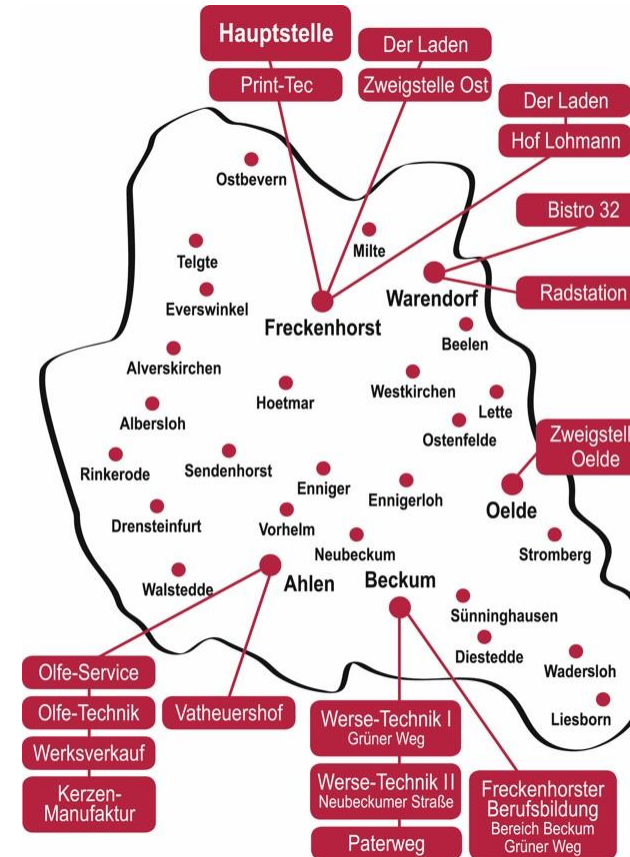 Hauptstelle
Print-Tec
Der Laden
Zweigstelle Ost
Der Laden
Hof Lohmann
Bistro 32
Radstation
Ostbevern
Milte
Telgte
Everswinkel
Warendorf
Freckenhorst
Beelen
Alverskirchen
Hoetmar
Westkirchen
Lette
Albersloh
Ostenfelde
Zweigstell
Oelde
Rinkerode
Sendenhorst
Enniger
Ennigerloh
Oelde
Drensteinfurt
Vorhelm
Neubeckum
Stromberg
Walstedde
Ahlen
Beckum
Sünninghausen
Diestedde
Wadersloh
Liesborn
Olfe-Service
Olfe-Technik
Werksverkauf
Kerzen-
Manufaktur
Vatheuershof
Werse-Technik I
Grüner Weg
Werse-Technik II
Neubeckumer Straße
Paterweg
Freckenhorster
Berufsbildung
Bereich Beckum
Grüner Weg